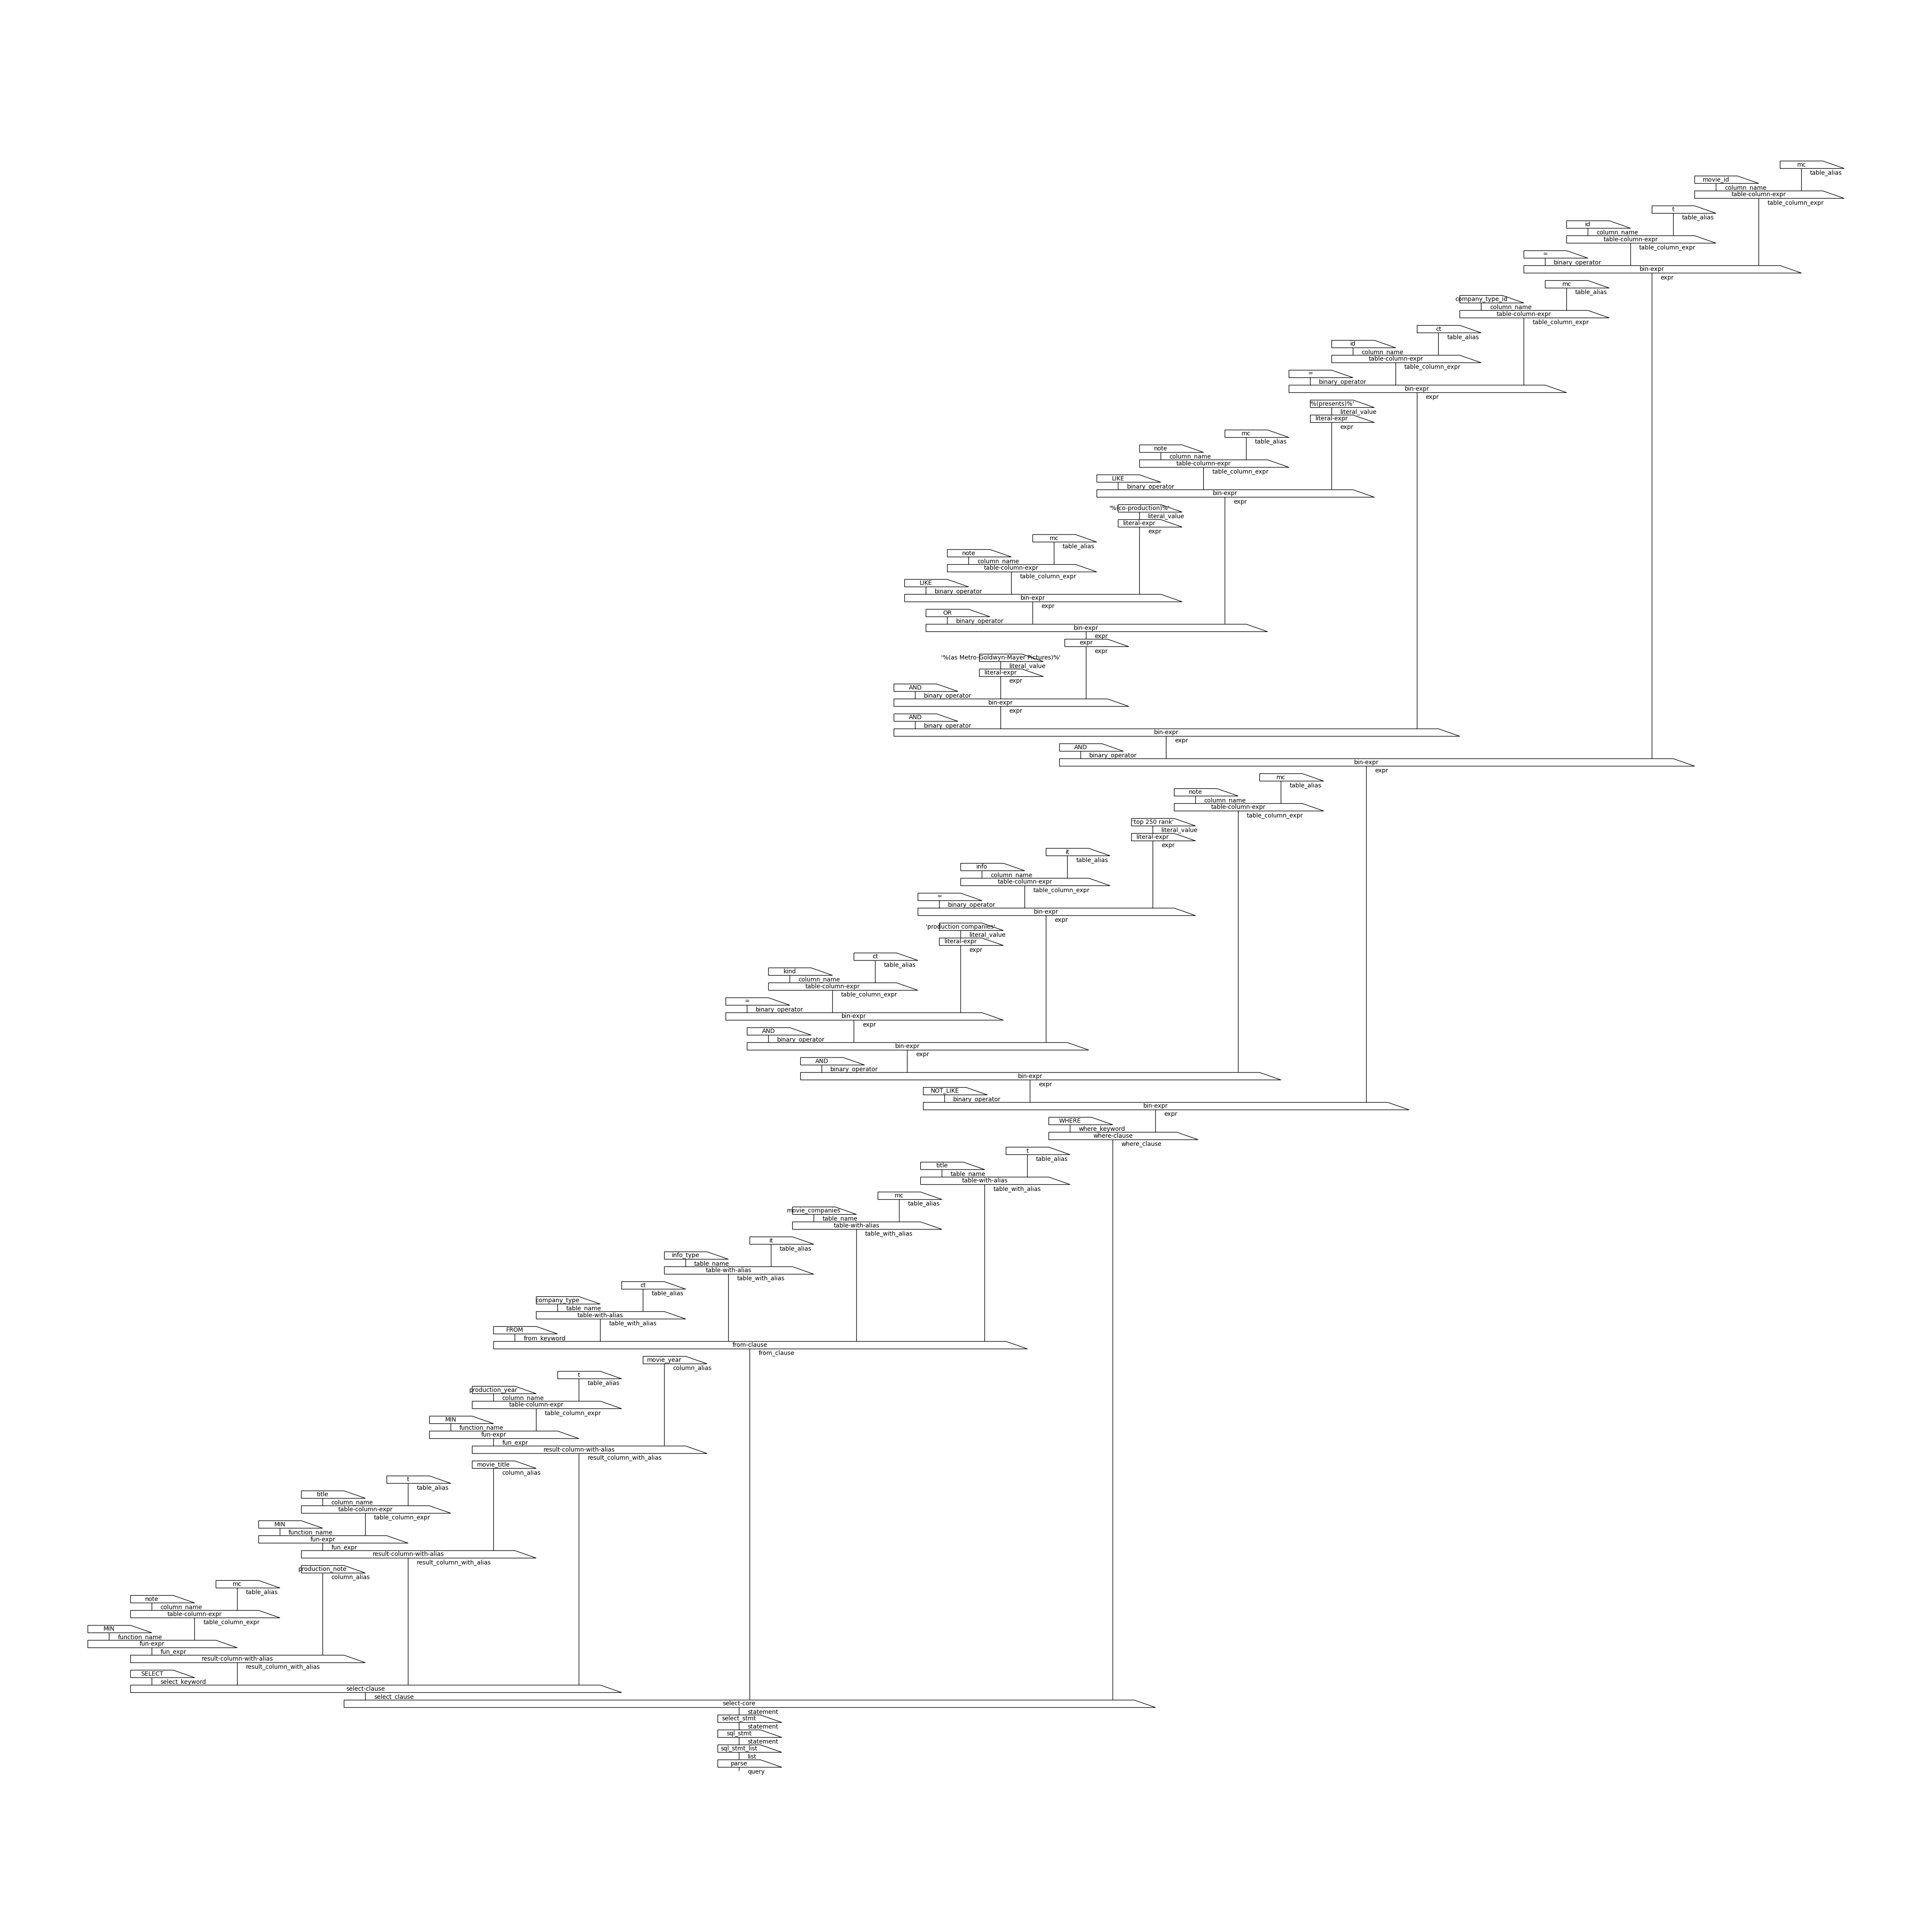 mc
table_alias
movie_id
column_name
table-column-expr
table_column_expr
t
table_alias
id
column_name
table-column-expr
table_column_expr
=
binary_operator
bin-expr
expr
mc
table_alias
company_type_id
column_name
table-column-expr
table_column_expr
ct
table_alias
id
column_name
table-column-expr
table_column_expr
=
binary_operator
bin-expr
expr
'%(presents)%'
literal_value
literal-expr
expr
mc
table_alias
note
column_name
table-column-expr
table_column_expr
LIKE
binary_operator
bin-expr
expr
'%(co-production)%'
literal_value
literal-expr
expr
mc
table_alias
note
column_name
table-column-expr
table_column_expr
LIKE
binary_operator
bin-expr
expr
OR
binary_operator
bin-expr
expr
expr
expr
'%(as Metro-Goldwyn-Mayer Pictures)%'
literal_value
literal-expr
expr
AND
binary_operator
bin-expr
expr
AND
binary_operator
bin-expr
expr
AND
binary_operator
bin-expr
expr
mc
table_alias
note
column_name
table-column-expr
table_column_expr
'top 250 rank'
literal_value
literal-expr
expr
it
table_alias
info
column_name
table-column-expr
table_column_expr
=
binary_operator
bin-expr
expr
'production companies'
literal_value
literal-expr
expr
ct
table_alias
kind
column_name
table-column-expr
table_column_expr
=
binary_operator
bin-expr
expr
AND
binary_operator
bin-expr
expr
AND
binary_operator
bin-expr
expr
NOT_LIKE
binary_operator
bin-expr
expr
WHERE
where_keyword
where-clause
where_clause
t
table_alias
title
table_name
table-with-alias
table_with_alias
mc
table_alias
movie_companies
table_name
table-with-alias
table_with_alias
it
table_alias
info_type
table_name
table-with-alias
table_with_alias
ct
table_alias
company_type
table_name
table-with-alias
table_with_alias
FROM
from_keyword
from-clause
from_clause
movie_year
column_alias
t
table_alias
production_year
column_name
table-column-expr
table_column_expr
MIN
function_name
fun-expr
fun_expr
result-column-with-alias
result_column_with_alias
movie_title
column_alias
t
table_alias
title
column_name
table-column-expr
table_column_expr
MIN
function_name
fun-expr
fun_expr
result-column-with-alias
result_column_with_alias
production_note
column_alias
mc
table_alias
note
column_name
table-column-expr
table_column_expr
MIN
function_name
fun-expr
fun_expr
result-column-with-alias
result_column_with_alias
SELECT
select_keyword
select-clause
select_clause
select-core
statement
select_stmt
statement
sql_stmt
statement
sql_stmt_list
list
parse
query